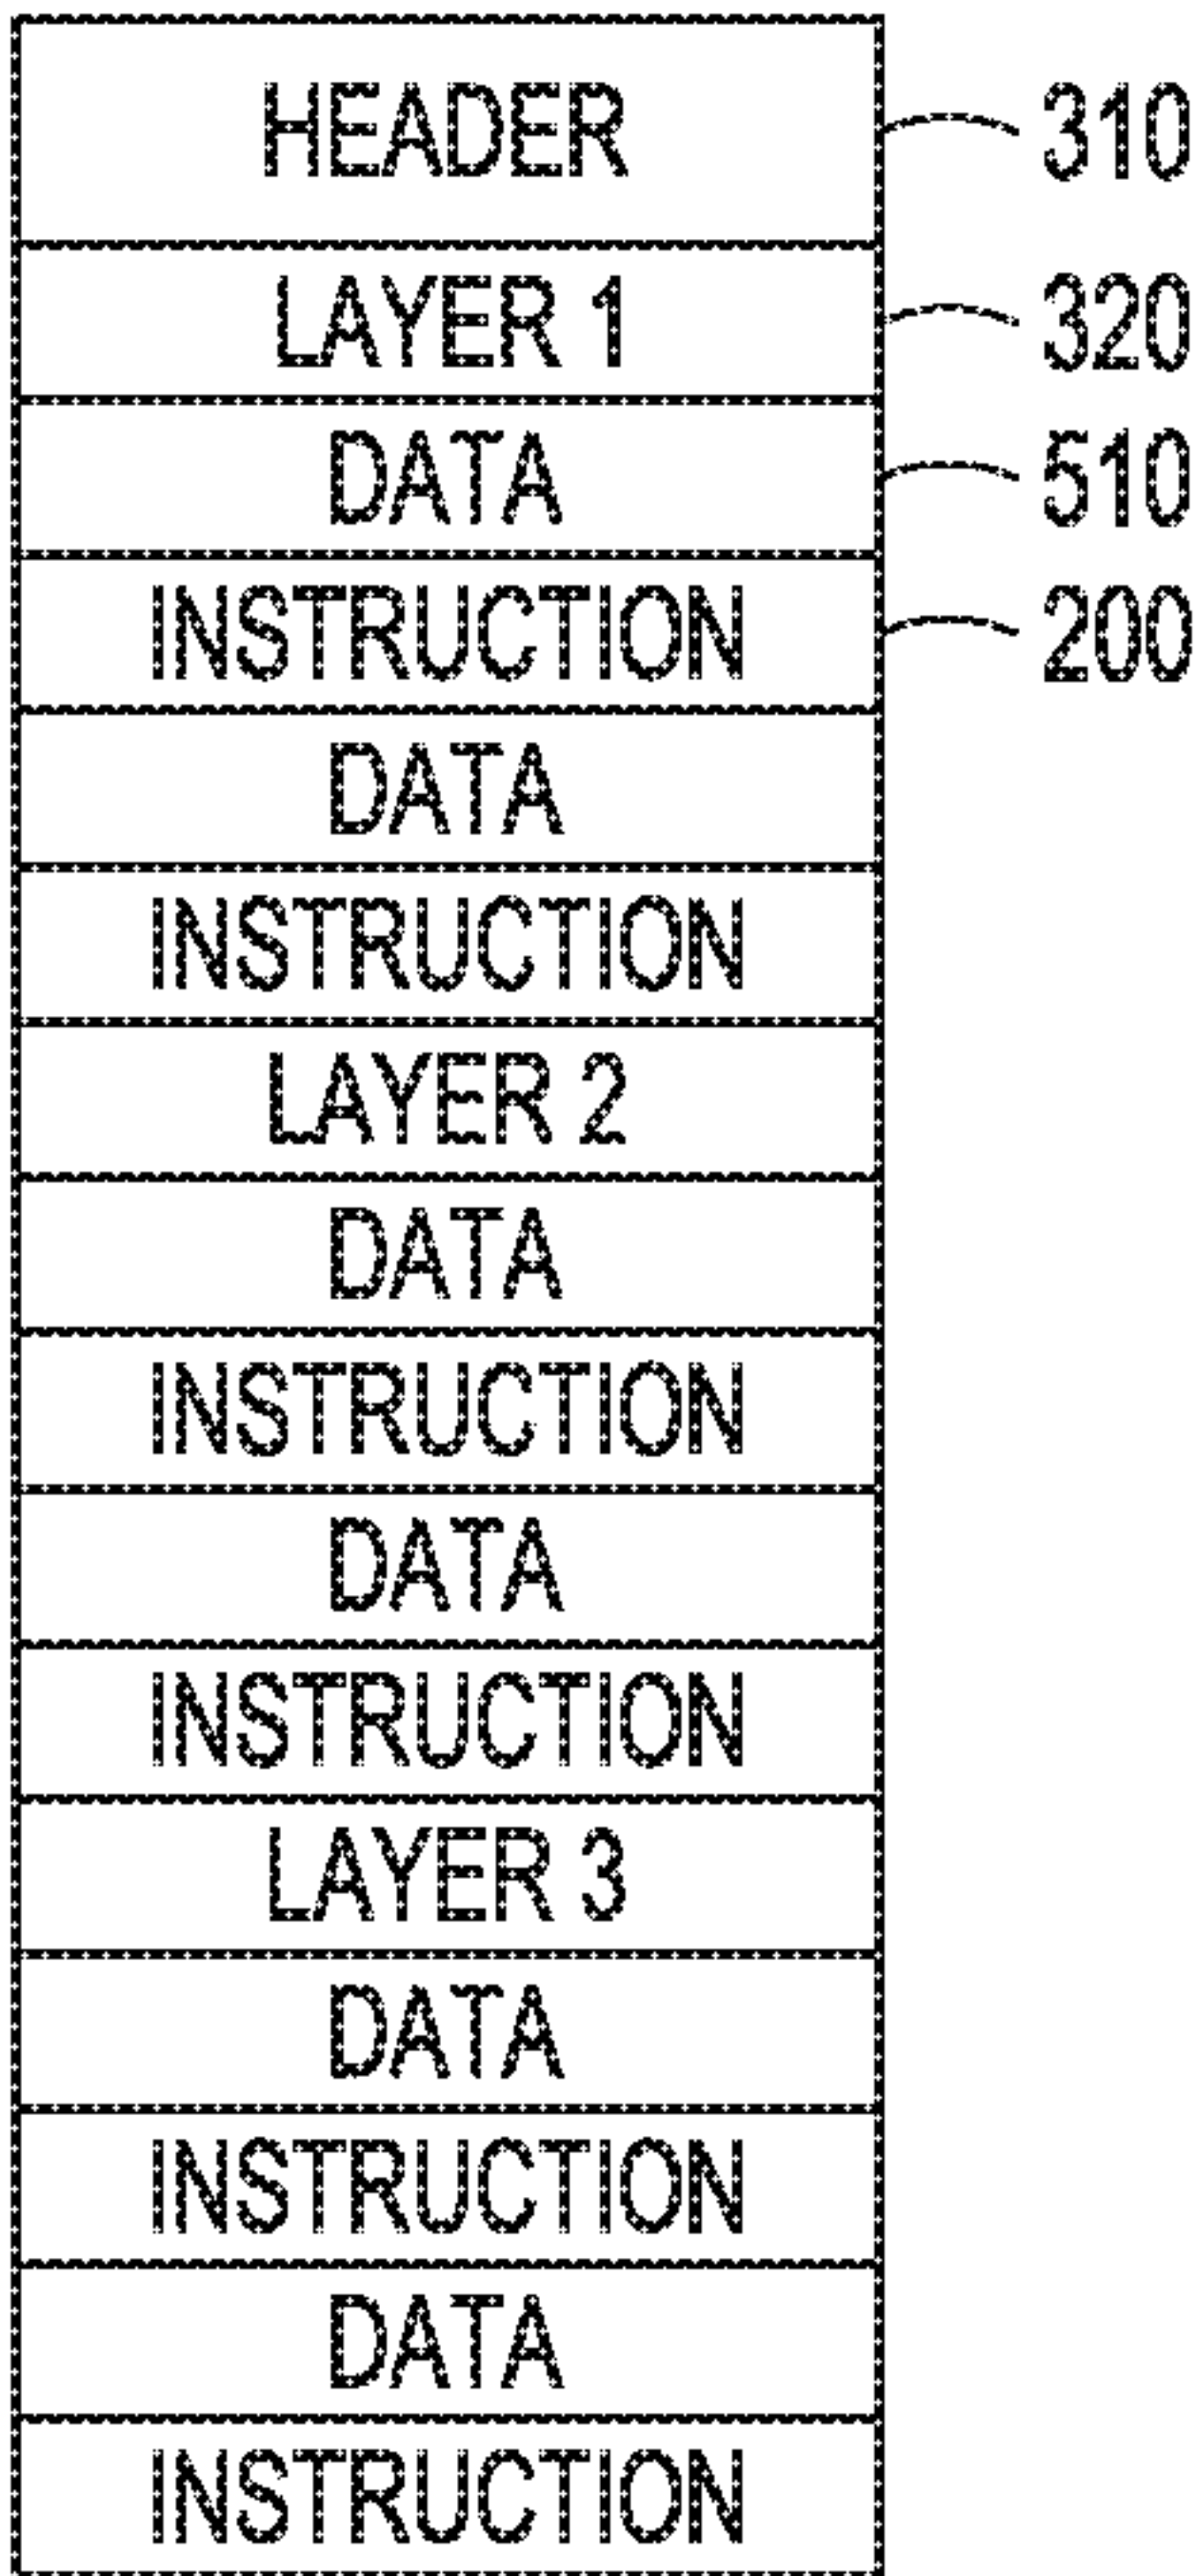 HEADER 310
LAYER 1 320
DATA 510
INSTRUCTION 200
DATA
INSTRUCTION
LAYER 2
DATA
INSTRUCTION
DATA
INSTRUCTION
LAYER 3
DATA
INSTRUCTION
DATA
INSTRUCTION